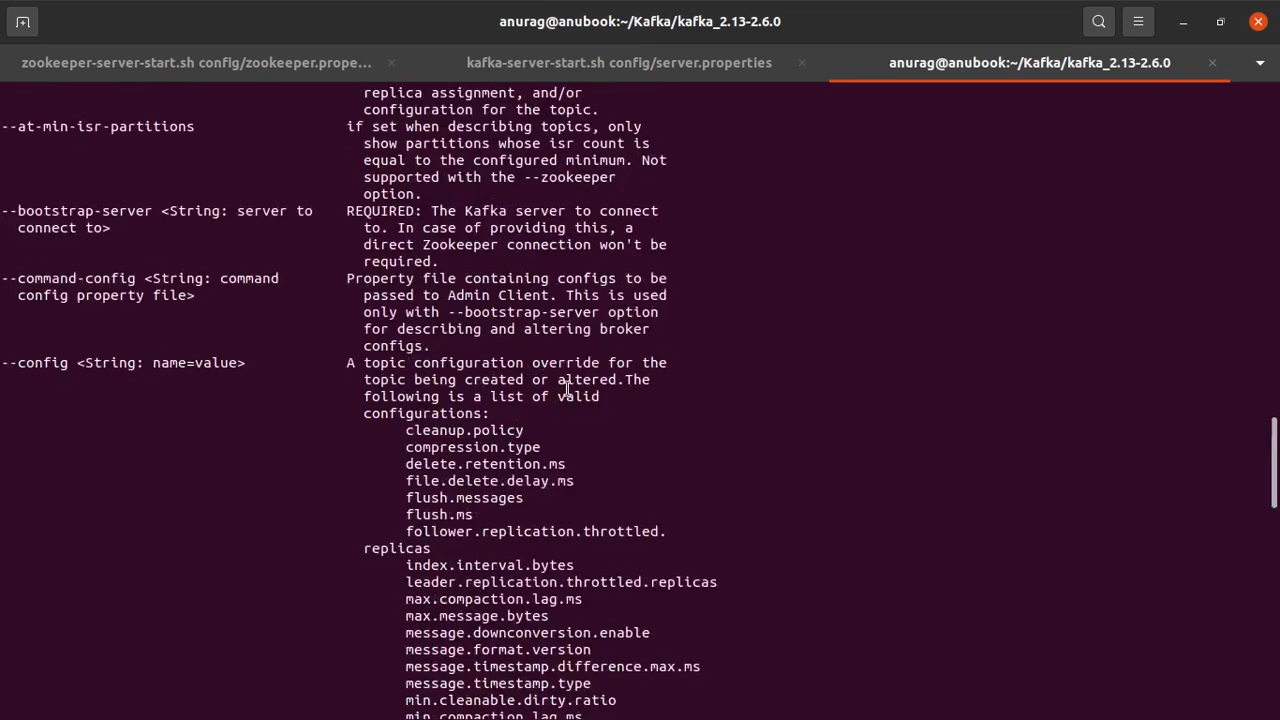 anurag@anubook:~/Kafka/kafka_2.13-2.6.0
zookeeper-server-start.sh config/zookeeper.prope...
kafka-server-start.sh config/server.properties
anurag@anubook:~/Kafka/kafka_2.13-2.6.0
replica assignment, and/or
configuration for the topic.
--at-min-isr-partitions if set when describing topics, only
show partitions whose isr count is
equal to the configured minimum. Not
supported with the --zookeeper
option.
--bootstrap-server <String: server to REQUIRED: The Kafka server to connect
connect to> to. In case of providing this, a
direct Zookeeper connection won't be
required.
--command-config <String: command Property file containing configs to be
config property file> passed to Admin Client. This is used
only with --bootstrap-server option
for describing and altering broker
configs.
--config <String: name=value> A topic configuration override for the
topic being created or altered.The
following is a list of valid
configurations:
cleanup.policy
compression.type
delete.retention.ms
file.delete.delay.ms
flush.messages
flush.ms
follower.replication.throttled.
replicas
index.interval.bytes
leader.replication.throttled.replicas
max.compaction.lag.ms
max.message.bytes
message.downconversion.enable
message.format.version
message.timestamp.difference.max.ms
message.timestamp.type
min.cleanable.dirty.ratio
min.compaction.lag.ms